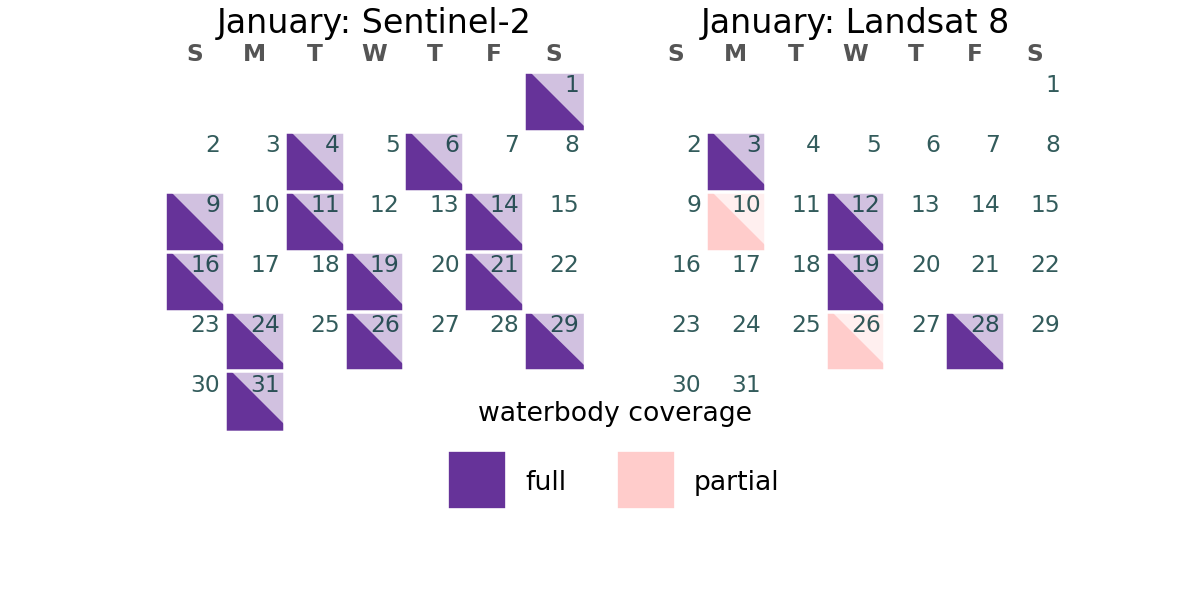 January: Sentinel-2
S M T W T F S
1
2 3 4 5 6 7 8
9 10 11 12 13 14 15
16 17 18 19 20 21 22
23 24 25 26 27 28 29
30 31
January: Landsat 8
S M T W T F S
1
2 3 4 5 6 7 8
9 10 11 12 13 14 15
16 17 18 19 20 21 22
23 24 25 26 27 28 29
30 31
waterbody coverage
full partial